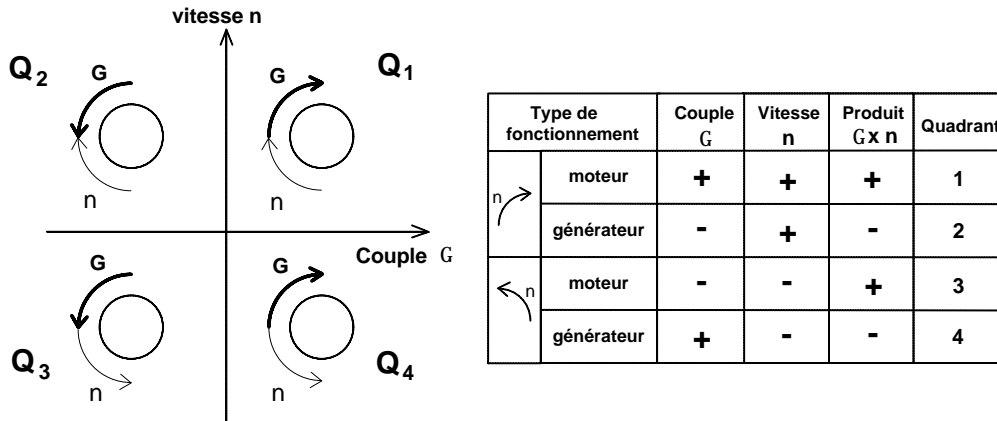 vitesse n
Q2
G
n
Q1
G
n
Couple G
Q3
G
n
Q4
G
n
Type de fonctionnement Couple G Vitesse n Produit G x n Quadrant
n moteur + + + 1
générateur - + - 2
n moteur - - + 3
générateur + - - 4